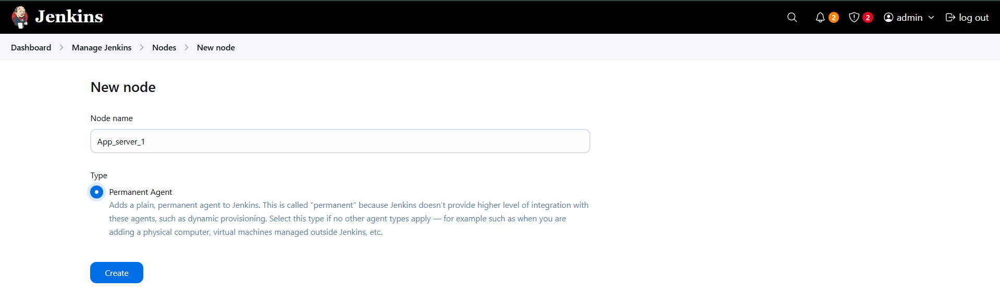 Jenkins
2
2
admin
log out
Dashboard
Manage Jenkins
Nodes
New node
New node
Node name
App_server_1
Type
Permanent Agent
Adds a plain, permanent agent to Jenkins. This is called "permanent" because Jenkins doesn’t provide higher level of integration with
these agents, such as dynamic provisioning. Select this type if no other agent types apply — for example such as when you are
adding a physical computer, virtual machines managed outside Jenkins, etc.
Create